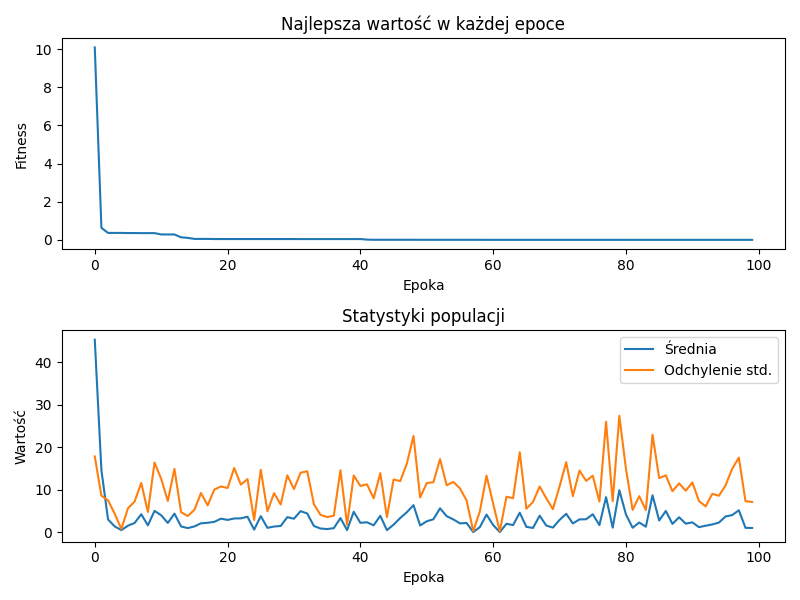 Najlepsza wartość w każdej epoce
10
8
6
4
2
0
Fitness
0 20 40 60 80 100
Epoka
Statystyki populacji
40
30
20
10
0
Wartość
Średnia
Odchylenie std.
0 20 40 60 80 100
Epoka